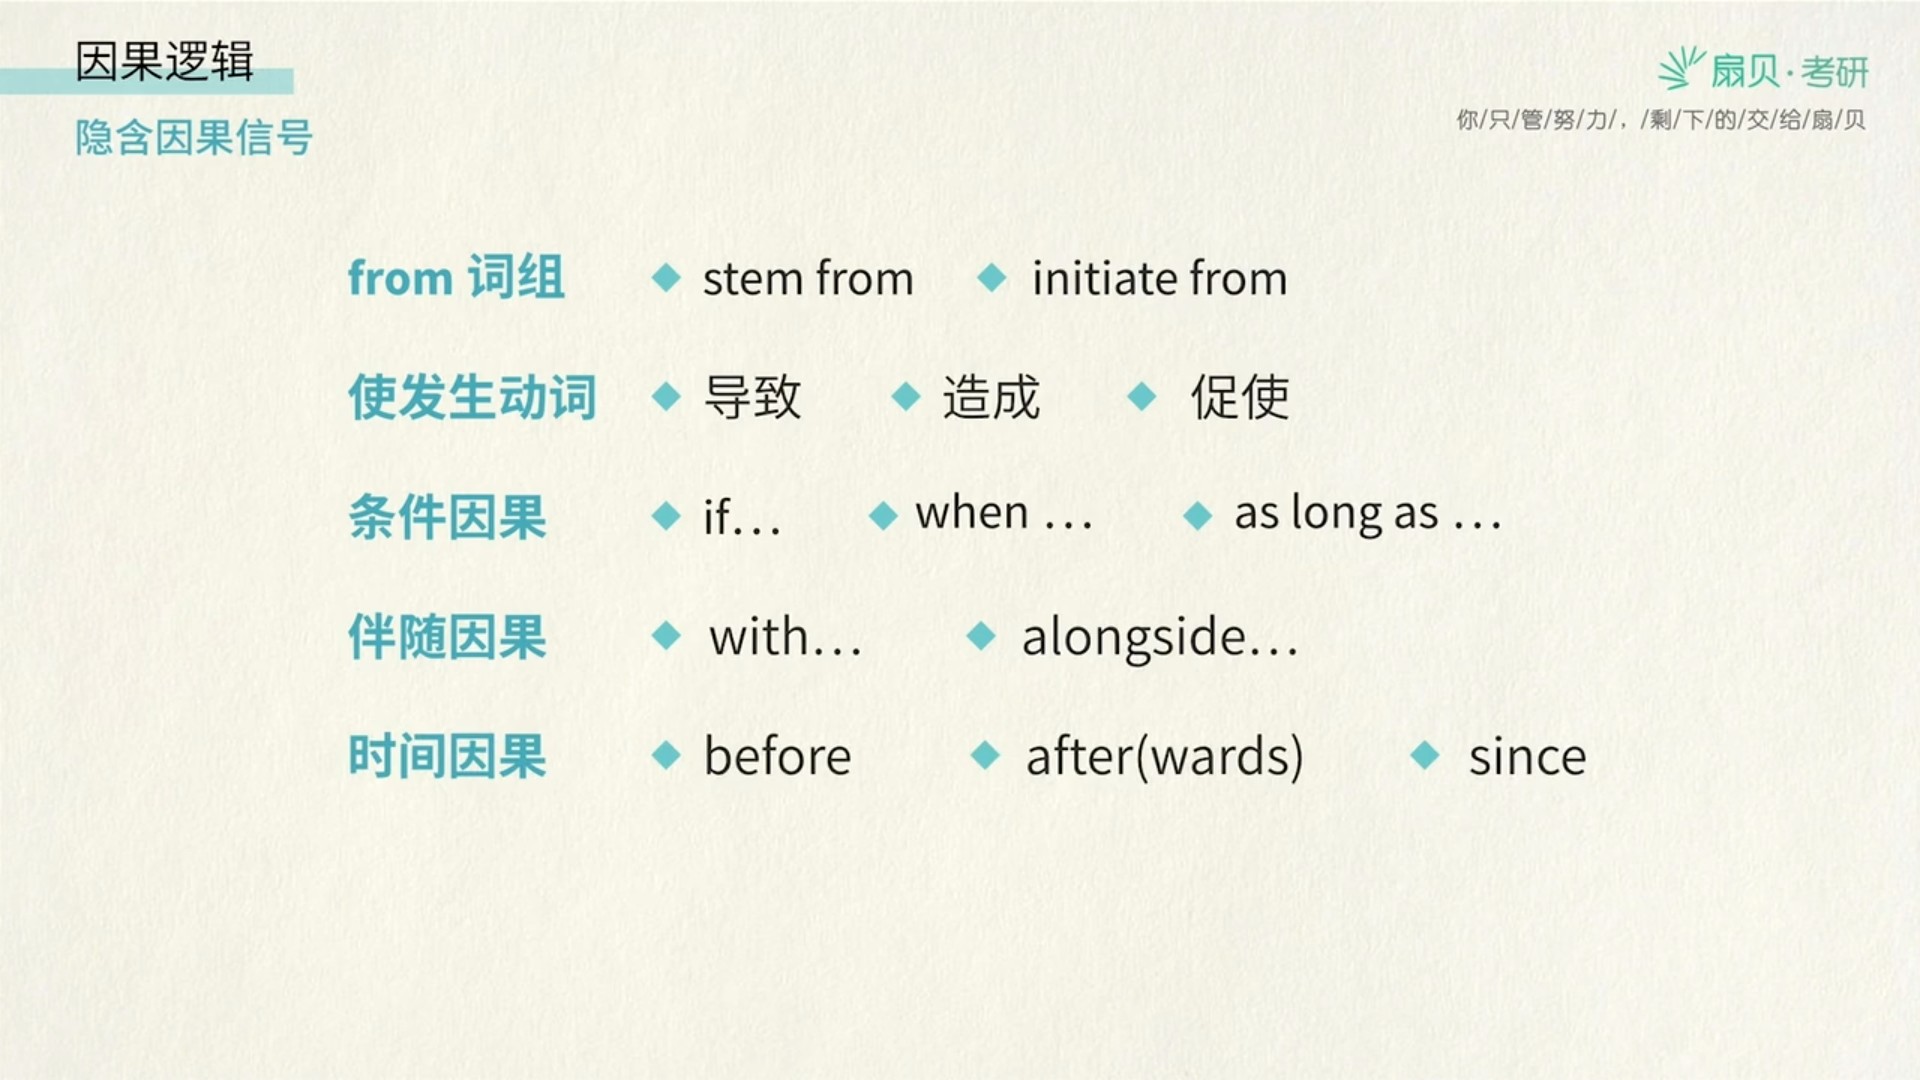 因果逻辑
隐含因果信号
扇贝·考研
你/只/管/努/力/，/剩/下/的/交/给/扇/贝
from 词组 ◆ stem from ◆ initiate from
使发生动词 ◆ 导致 ◆ 造成 ◆ 促使
条件因果 ◆ if… ◆ when … ◆ as long as …
伴随因果 ◆ with… ◆ alongside…
时间因果 ◆ before ◆ after(wards) ◆ since